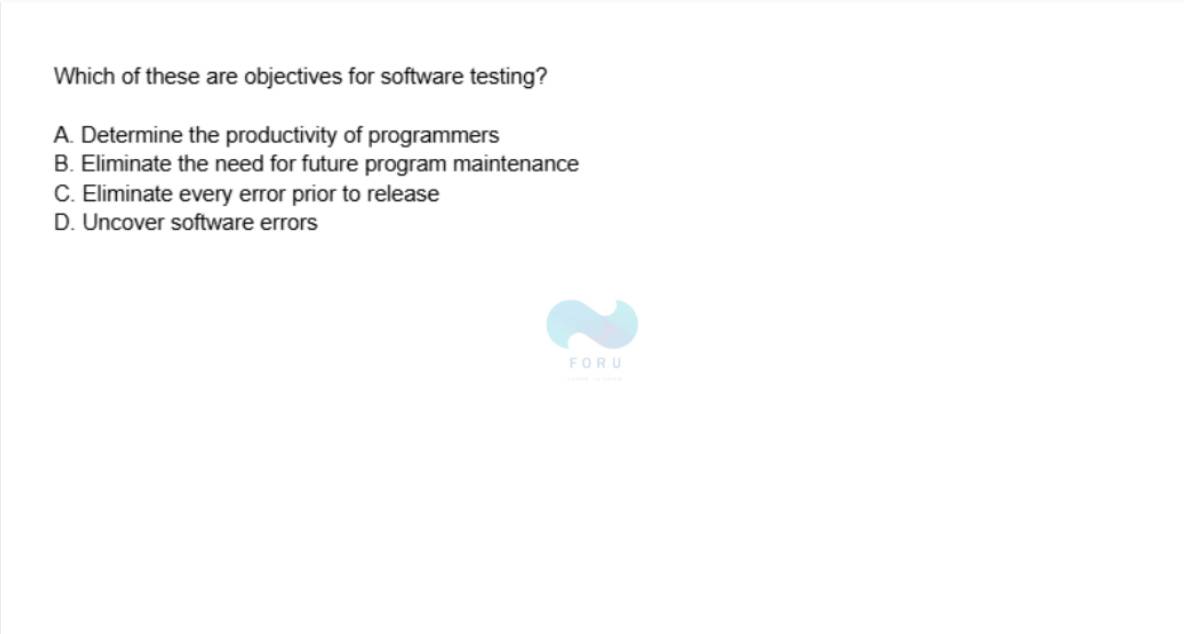 Which of these are objectives for software testing?
A. Determine the productivity of programmers
B. Eliminate the need for future program maintenance
C. Eliminate every error prior to release
D. Uncover software errors
FORU